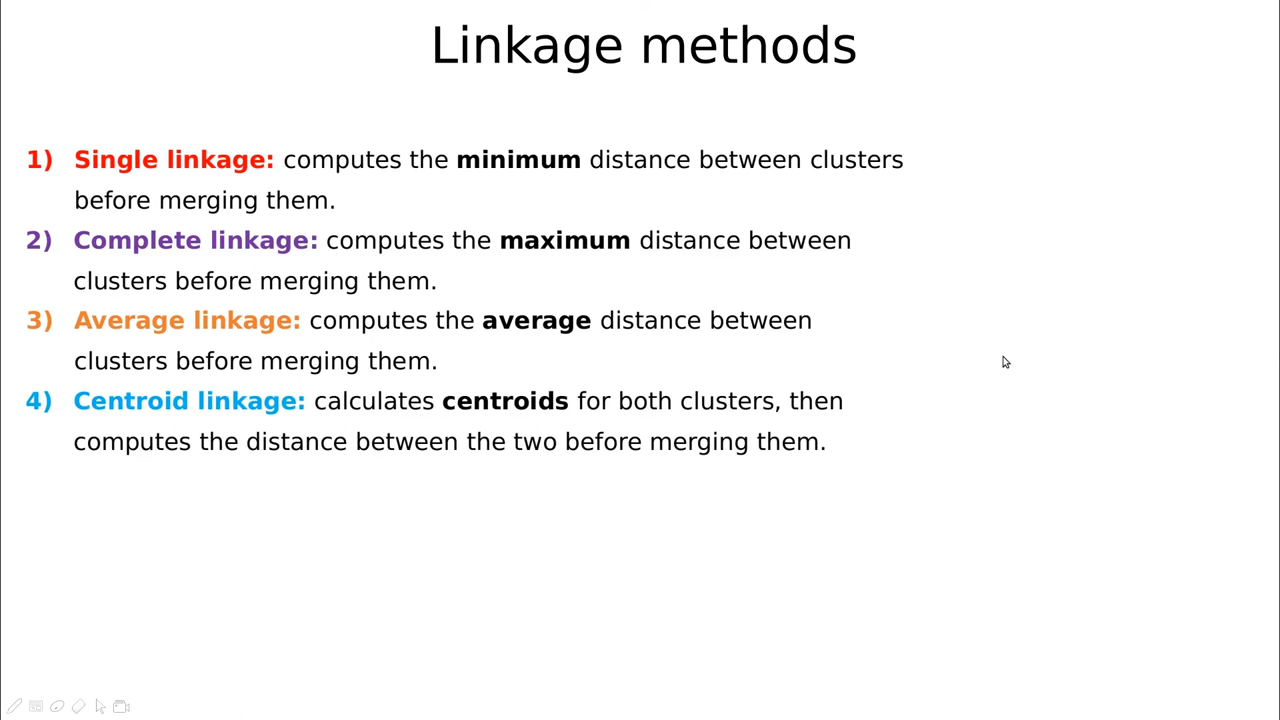 Linkage methods
1) Single linkage: computes the minimum distance between clusters
before merging them.
2) Complete linkage: computes the maximum distance between
clusters before merging them.
3) Average linkage: computes the average distance between
clusters before merging them.
4) Centroid linkage: calculates centroids for both clusters, then
computes the distance between the two before merging them.